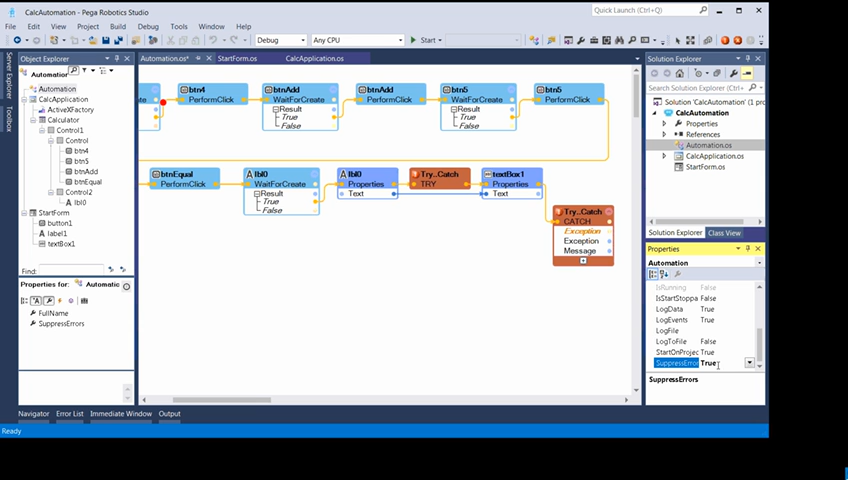 CalcAutomation - Pega Robotics Studio
Quick Launch (Ctrl+Q)
File Edit View Project Build Debug Tools Window Help
Debug Any CPU Start
Server Explorer
Toolbox
Object Explorer
Automation
Automation
CalcApplication
ActiveXFactory
Calculator
Control1
Control
btn4
btn5
btnAdd
btnEqual
Control2
lbl0
StartForm
button1
label1
textBox1
Find:
Properties for: Automatic
FullName
SuppressErrors
Automation.os*
StartForm.os
CalcApplication.os
btn4
PerformClick
btnAdd
WaitForCreate
Result
True
False
btnAdd
PerformClick
btn5
WaitForCreate
Result
True
False
btn5
PerformClick
btnEqual
PerformClick
lbl0
WaitForCreate
Result
True
False
lbl0
Properties
Text
Try..Catch
TRY
textBox1
Properties
Text
Try..Catch
CATCH
Exception
Exception
Message
Solution Explorer
Solution 'CalcAutomation' (1 pro
CalcAutomation
Properties
References
Automation.os
CalcApplication.os
StartForm.os
Solution Explorer Class View
Properties
Automation
IsRunning False
IsStartStoppa False
LogData True
LogEvents True
LogFile
LogToFile False
StartOnProjec True
SuppressError True
SuppressErrors
Navigator Error List Immediate Window Output
Ready